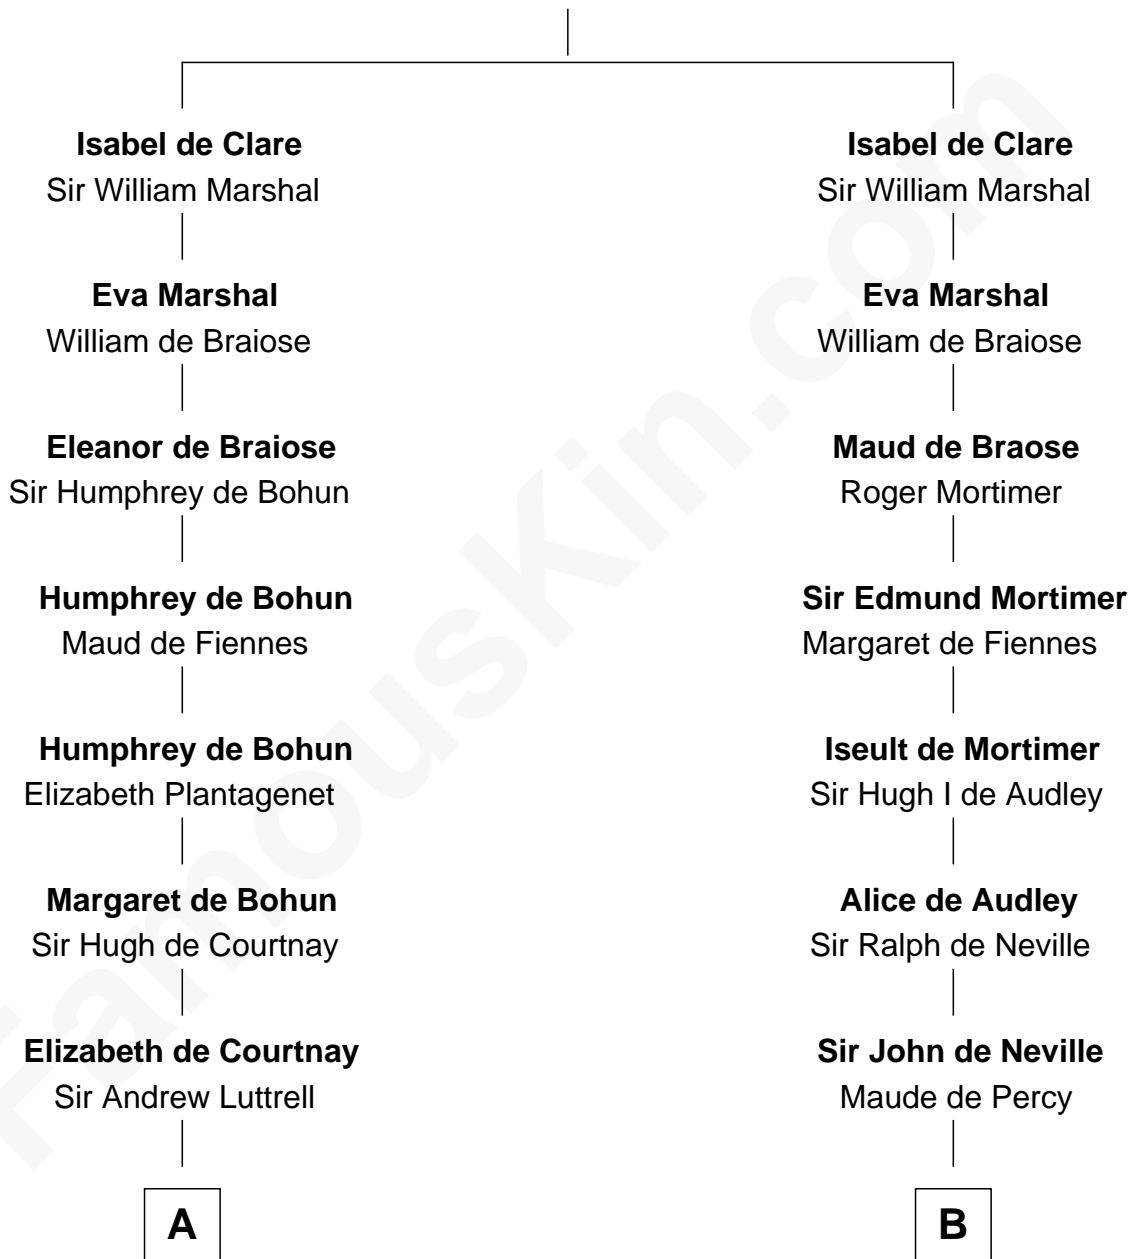 Isabel de Clare
Sir William Marshal
Eva Marshal
William de Braiose
Eleanor de Braiose
Sir Humphrey de Bohun
Humphrey de Bohun
Maud de Fiennes
Humphrey de Bohun
Elizabeth Plantagenet
Margaret de Bohun
Sir Hugh de Courtnay
Elizabeth de Courtnay
Sir Andrew Luttrell
A
Isabel de Clare
Sir William Marshal
Eva Marshal
William de Braiose
Maud de Braose
Roger Mortimer
Sir Edmund Mortimer
Margaret de Fiennes
Iseult de Mortimer
Sir Hugh I de Audley
Alice de Audley
Sir Ralph de Neville
Sir John de Neville
Maude de Percy
B
FamousKin.com